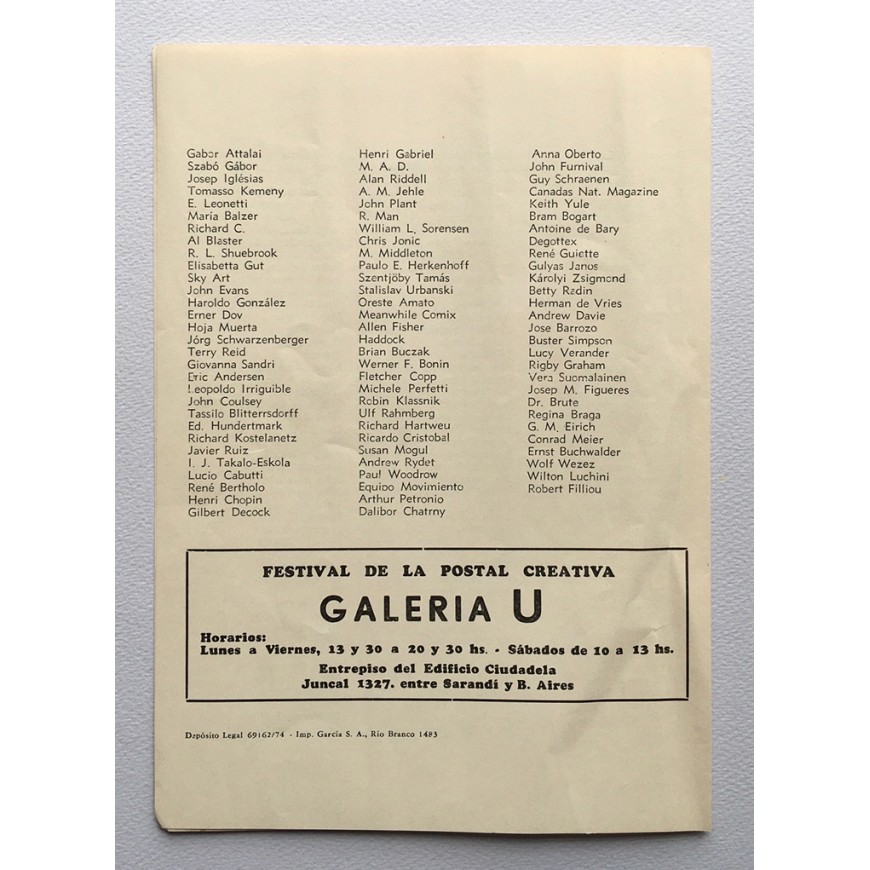 Gabor Attalai
Szabó Gábor
Josep Iglésias
Tomasso Kemeny
E. Leonetti
María Balzer
Richard C.
Al Blaster
R. L. Shuebrook
Elisabetta Gut
Sky Art
John Evans
Haroldo González
Erner Dov
Hoja Muerta
Jörg Schwarzenberger
Terry Reid
Giovanna Sandri
Eric Andersen
Leopoldo Irriguible
John Coulsey
Tassilo Blitterrsdorff
Ed. Hundertmark
Richard Kostelanetz
Javier Ruiz
I. J. Takalo-Eskola
Lucio Cabutti
René Bertholo
Henri Chopin
Gilbert Decock
Henri Gabriel
M. A. D.
Alan Riddell
A. M. Jehle
John Plant
R. Man
William L. Sorensen
Chris Jonic
M. Middleton
Paulo E. Herkenhoff
Szentjöby Tamás
Stalislav Urbanski
Oreste Amato
Meanwhile Comix
Allen Fisher
Haddock
Brian Buczak
Werner F. Bonin
Fletcher Copp
Michele Perfetti
Robin Klassnik
Ulf Rahmberg
Richard Hartweu
Ricardo Cristobal
Susan Mogul
Andrew Rydet
Paul Woodrow
Equipo Movimiento
Arthur Petronio
Dalibor Chatrny
Anna Oberto
John Furnival
Guy Schraenen
Canadas Nat. Magazine
Keith Yule
Bram Bogart
Antoine de Bary
Degottex
René Guiette
Gulyas Janos
Károlyi Zsigmond
Betty Radin
Herman de Vries
Andrew Davie
Jose Barrozo
Buster Simpson
Lucy Verander
Rigby Graham
Vera Suomalainen
Josep M. Figueres
Dr. Brute
Regina Braga
G. M. Eirich
Conrad Meier
Ernst Buchwalder
Wolf Wezez
Wilton Luchini
Robert Filliou
FESTIVAL DE LA POSTAL CREATIVA
GALERIA U
Horarios:
Lunes a Viernes, 13 y 30 a 20 y 30 hs. - Sábados de 10 a 13 hs.
Entrepiso del Edificio Ciudadela
Juncal 1327. entre Sarandí y B. Aires
Depósito Legal 69162/74 - Imp. García S. A., Río Branco 1483